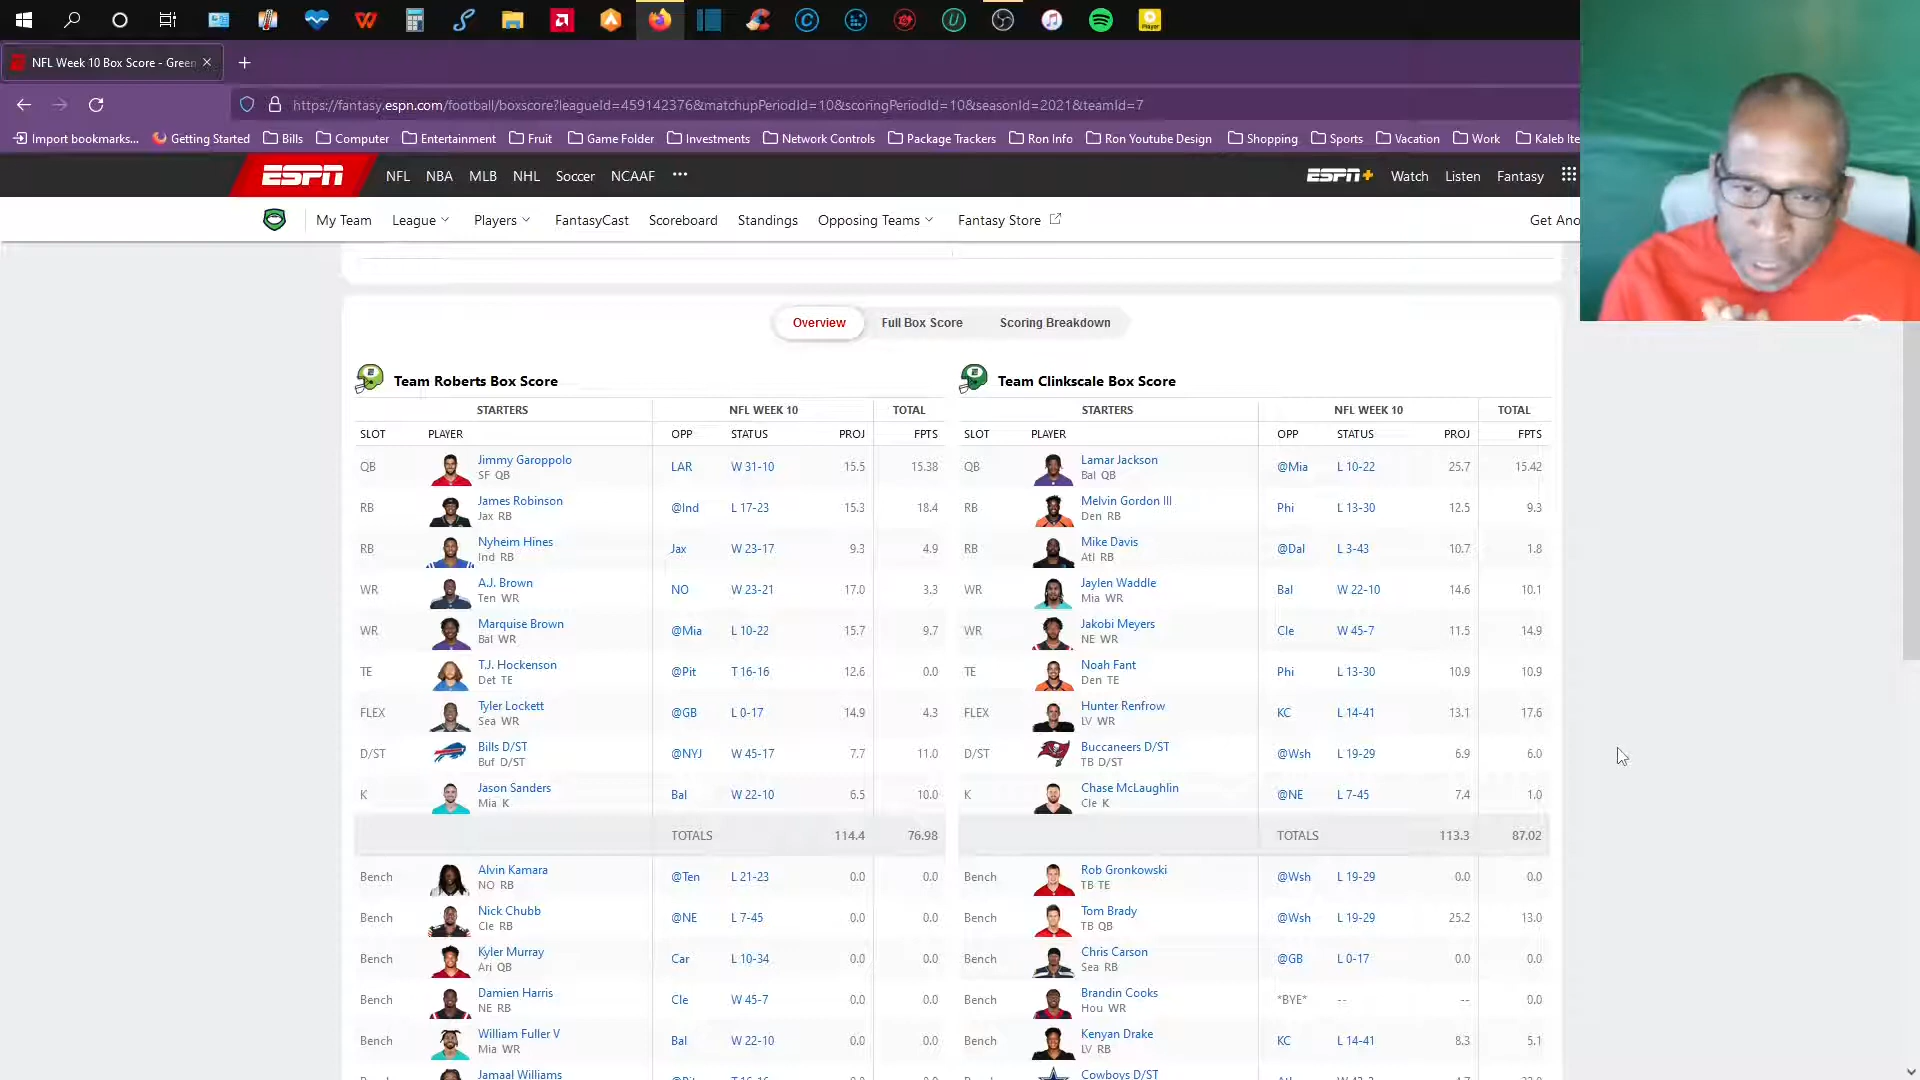 Player
NFL Week 10 Box Score - Green
https://fantasy.espn.com/football/boxscore?leagueId=459142376&matchupPeriodId=10&scoringPeriodId=10&seasonId=2021&teamId=7
Import bookmarks... Getting Started Bills Computer Entertainment Fruit Game Folder Investments Network Controls Package Trackers Ron Info Ron Youtube Design Shopping Sports Vacation Work Kaleb Ite
ESPN NFL NBA MLB NHL Soccer NCAAF ••• ESPN+ Watch Listen Fantasy
My Team League Players FantasyCast Scoreboard Standings Opposing Teams Fantasy Store Get Ano
Overview Full Box Score Scoring Breakdown
Team Roberts Box Score
STARTERS NFL WEEK 10 TOTAL
SLOT PLAYER OPP STATUS PROJ FPTS
QB Jimmy Garoppolo LAR W 31-10 15.5 15.38
SF QB
RB James Robinson @Ind L 17-23 15.3 18.4
Jax RB
RB Nyheim Hines Jax W 23-17 9.3 4.9
Ind RB
WR A.J. Brown NO W 23-21 17.0 3.3
Ten WR
WR Marquise Brown @Mia L 10-22 15.7 9.7
Bal WR
TE T.J. Hockenson @Pit T 16-16 12.6 0.0
Det TE
FLEX Tyler Lockett @GB L 0-17 14.9 4.3
Sea WR
D/ST Bills D/ST @NYJ W 45-17 7.7 11.0
Buf D/ST
K Jason Sanders Bal W 22-10 6.5 10.0
Mia K
TOTALS 114.4 76.98
Bench Alvin Kamara @Ten L 21-23 0.0 0.0
NO RB
Bench Nick Chubb @NE L 7-45 0.0 0.0
Cle RB
Bench Kyler Murray Car L 10-34 0.0 0.0
Ari QB
Bench Damien Harris Cle W 45-7 0.0 0.0
NE RB
Bench William Fuller V Bal W 22-10 0.0 0.0
Mia WR
Jamaal Williams
Team Clinkscale Box Score
STARTERS NFL WEEK 10 TOTAL
SLOT PLAYER OPP STATUS PROJ FPTS
QB Lamar Jackson @Mia L 10-22 25.7 15.42
Bal QB
RB Melvin Gordon III Phi L 13-30 12.5 9.3
Den RB
RB Mike Davis @Dal L 3-43 10.7 1.8
Atl RB
WR Jaylen Waddle Bal W 22-10 14.6 10.1
Mia WR
WR Jakobi Meyers Cle W 45-7 11.5 14.9
NE WR
TE Noah Fant Phi L 13-30 10.9 10.9
Den TE
FLEX Hunter Renfrow KC L 14-41 13.1 17.6
LV WR
D/ST Buccaneers D/ST @Wsh L 19-29 6.9 6.0
TB D/ST
K Chase McLaughlin @NE L 7-45 7.4 1.0
Cle K
TOTALS 113.3 87.02
Bench Rob Gronkowski @Wsh L 19-29 0.0 0.0
TB TE
Bench Tom Brady @Wsh L 19-29 25.2 13.0
TB QB
Bench Chris Carson @GB L 0-17 0.0 0.0
Sea RB
Bench Brandin Cooks *BYE* -- -- 0.0
Hou WR
Bench Kenyan Drake KC L 14-41 8.3 5.1
LV RB
Cowboys D/ST